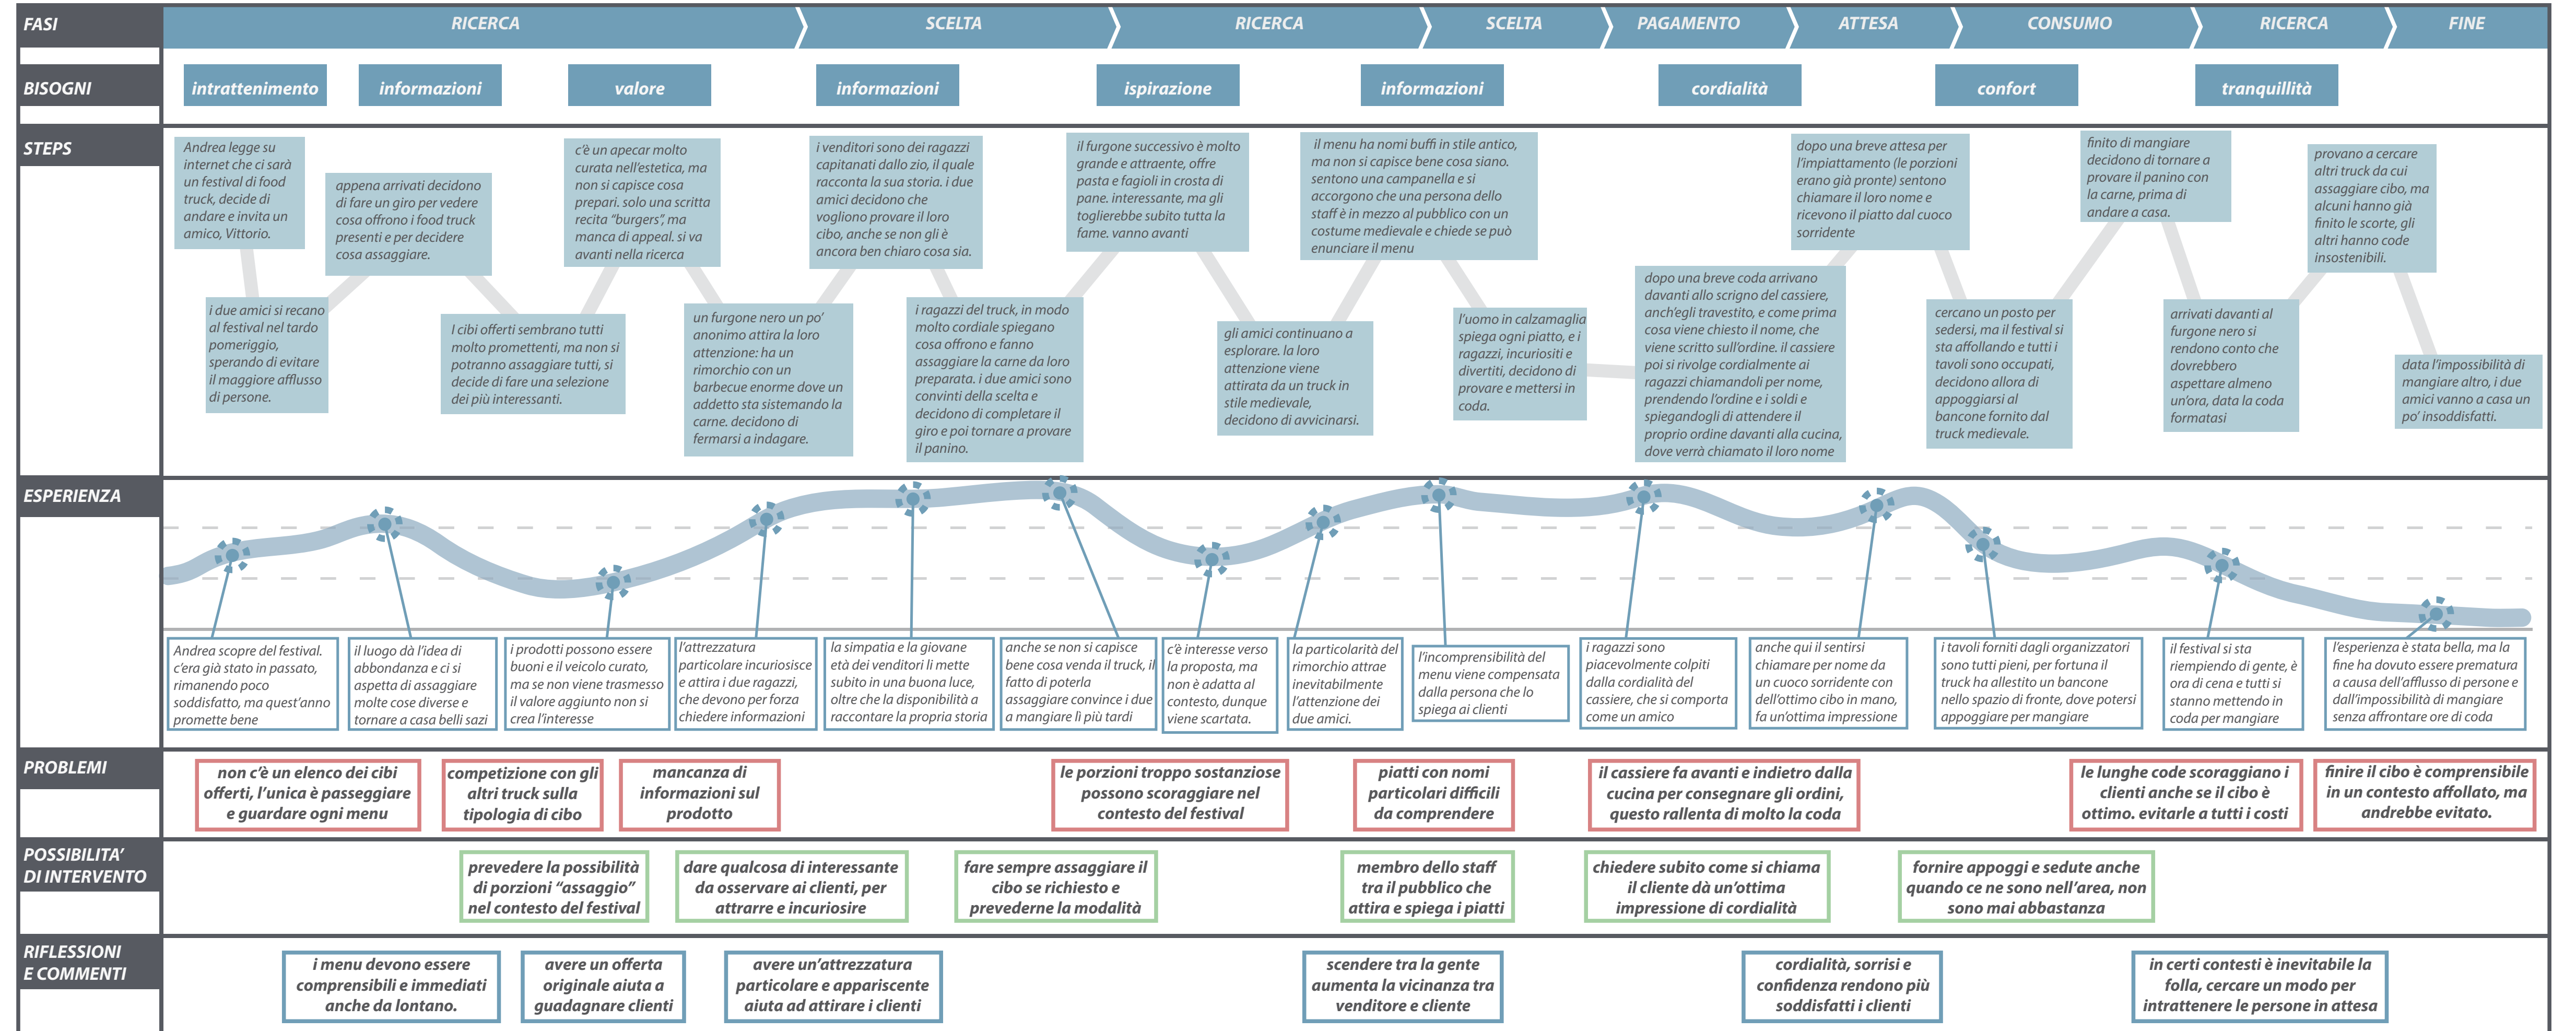 FASI
RICERCA
SCELTA
RICERCA
SCELTA
PAGAMENTO
ATTESA
CONSUMO
RICERCA
FINE
BISOGNI
intrattenimento
informazioni
valore
informazioni
ispirazione
informazioni
cordialità
confort
tranquillità
STEPS
Andrea legge su
internet che ci sarà
un festival di food
truck, decide di
andare e invita un
amico, Vittorio.
i due amici si recano
al festival nel tardo
pomeriggio,
sperando di evitare
il maggiore afflusso
di persone.
appena arrivati decidono
di fare un giro per vedere
cosa offrono i food truck
presenti e per decidere
cosa assaggiare.
I cibi offerti sembrano tutti
molto promettenti, ma non si
potranno assaggiare tutti, si
decide di fare una selezione
dei più interessanti.
c'è un apecar molto
curata nell'estetica, ma
non si capisce cosa
prepari. solo una scritta
recita "burgers", ma
manca di appeal. si va
avanti nella ricerca
un furgone nero un po'
anonimo attira la loro
attenzione: ha un
rimorchio con un
barbecue enorme dove un
addetto sta sistemando la
carne. decidono di
fermarsi a indagare.
i venditori sono dei ragazzi
capitanati dallo zio, il quale
racconta la sua storia. i due
amici decidono che
vogliono provare il loro
cibo, anche se non gli è
ancora ben chiaro cosa sia.
i ragazzi del truck, in modo
molto cordiale spiegano
cosa offrono e fanno
assaggiare la carne da loro
preparata. i due amici sono
convinti della scelta e
decidono di completare il
giro e poi tornare a provare
il panino.
il furgone successivo è molto
grande e attraente, offre
pasta e fagioli in crosta di
pane. interessante, ma gli
toglierebbe subito tutta la
fame. vanno avanti
gli amici continuano a
esplorare. la loro
attenzione viene
attirata da un truck in
stile medievale,
decidono di avvicinarsi.
il menu ha nomi buffi in stile antico,
ma non si capisce bene cosa siano.
sentono una campanella e si
accorgono che una persona dello
staff è in mezzo al pubblico con un
costume medievale e chiede se può
enunciare il menu
l'uomo in calzamaglia
spiega ogni piatto, e i
ragazzi, incuriositi e
divertiti, decidono di
provare e mettersi in
coda.
dopo una breve coda arrivano
davanti allo scrigno del cassiere,
anch'egli travestito, e come prima
cosa viene chiesto il nome, che
viene scritto sull'ordine. il cassiere
poi si rivolge cordialmente ai
ragazzi chiamandoli per nome,
prendendo l'ordine e i soldi e
spiegandogli di attendere il
proprio ordine davanti alla cucina,
dove verrà chiamato il loro nome
dopo una breve attesa per
l'impiattamento (le porzioni
erano già pronte) sentono
chiamare il loro nome e
ricevono il piatto dal cuoco
sorridente
cercano un posto per
sedersi, ma il festival si
sta affollando e tutti i
tavoli sono occupati,
decidono allora di
appoggiarsi al
bancone fornito dal
truck medievale.
finito di mangiare
decidono di tornare a
provare il panino con
la carne, prima di
andare a casa.
arrivati davanti al
furgone nero si
rendono conto che
dovrebbero
aspettare almeno
un'ora, data la coda
formatasi
provano a cercare
altri truck da cui
assaggiare cibo, ma
alcuni hanno già
finito le scorte, gli
altri hanno code
insostenibili.
data l'impossibilità di
mangiare altro, i due
amici vanno a casa un
po' insoddisfatti.
ESPERIENZA
Andrea scopre del festival.
c'era già stato in passato,
rimanendo poco
soddisfatto, ma quest'anno
promette bene
il luogo dà l'idea di
abbondanza e ci si
aspetta di assaggiare
molte cose diverse e
tornare a casa belli sazi
i prodotti possono essere
buoni e il veicolo curato,
ma se non viene trasmesso
il valore aggiunto non si
crea l'interesse
l'attrezzatura
particolare incuriosisce
e attira i due ragazzi,
che devono per forza
chiedere informazioni
la simpatia e la giovane
età dei venditori li mette
subito in una buona luce,
oltre che la disponibilità a
raccontare la propria storia
anche se non si capisce
bene cosa venda il truck, il
fatto di poterla
assaggiare convince i due
a mangiare lì più tardi
c'è interesse verso
la proposta, ma
non è adatta al
contesto, dunque
viene scartata.
la particolarità del
rimorchio attrae
inevitabilmente
l'attenzione dei
due amici.
l'incomprensibilità del
menu viene compensata
dalla persona che lo
spiega ai clienti
i ragazzi sono
piacevolmente colpiti
dalla cordialità del
cassiere, che si comporta
come un amico
anche qui il sentirsi
chiamare per nome da
un cuoco sorridente con
dell'ottimo cibo in mano,
fa un'ottima impressione
i tavoli forniti dagli organizzatori
sono tutti pieni, per fortuna il
truck ha allestito un bancone
nello spazio di fronte, dove potersi
appoggiare per mangiare
il festival si sta
riempiendo di gente, è
ora di cena e tutti si
stanno mettendo in
coda per mangiare
l'esperienza è stata bella, ma la
fine ha dovuto essere prematura
a causa dell'afflusso di persone e
dall'impossibilità di mangiare
senza affrontare ore di coda
PROBLEMI
non c'è un elenco dei cibi
offerti, l'unica è passeggiare
e guardare ogni menu
competizione con gli
altri truck sulla
tipologia di cibo
mancanza di
informazioni sul
prodotto
le porzioni troppo sostanziose
possono scoraggiare nel
contesto del festival
piatti con nomi
particolari difficili
da comprendere
il cassiere fa avanti e indietro dalla
cucina per consegnare gli ordini,
questo rallenta di molto la coda
le lunghe code scoraggiano i
clienti anche se il cibo è
ottimo. evitarle a tutti i costi
finire il cibo è comprensibile
in un contesto affollato, ma
andrebbe evitato.
POSSIBILITA'
DI INTERVENTO
prevedere la possibilità
di porzioni "assaggio"
nel contesto del festival
dare qualcosa di interessante
da osservare ai clienti, per
attrarre e incuriosire
fare sempre assaggiare il
cibo se richiesto e
prevederne la modalità
membro dello staff
tra il pubblico che
attira e spiega i piatti
chiedere subito come si chiama
il cliente dà un'ottima
impressione di cordialità
fornire appoggi e sedute anche
quando ce ne sono nell'area, non
sono mai abbastanza
RIFLESSIONI
E COMMENTI
i menu devono essere
comprensibili e immediati
anche da lontano.
avere un offerta
originale aiuta a
guadagnare clienti
avere un'attrezzatura
particolare e appariscente
aiuta ad attirare i clienti
scendere tra la gente
aumenta la vicinanza tra
venditore e cliente
cordialità, sorrisi e
confidenza rendono più
soddisfatti i clienti
in certi contesti è inevitabile la
folla, cercare un modo per
intrattenere le persone in attesa